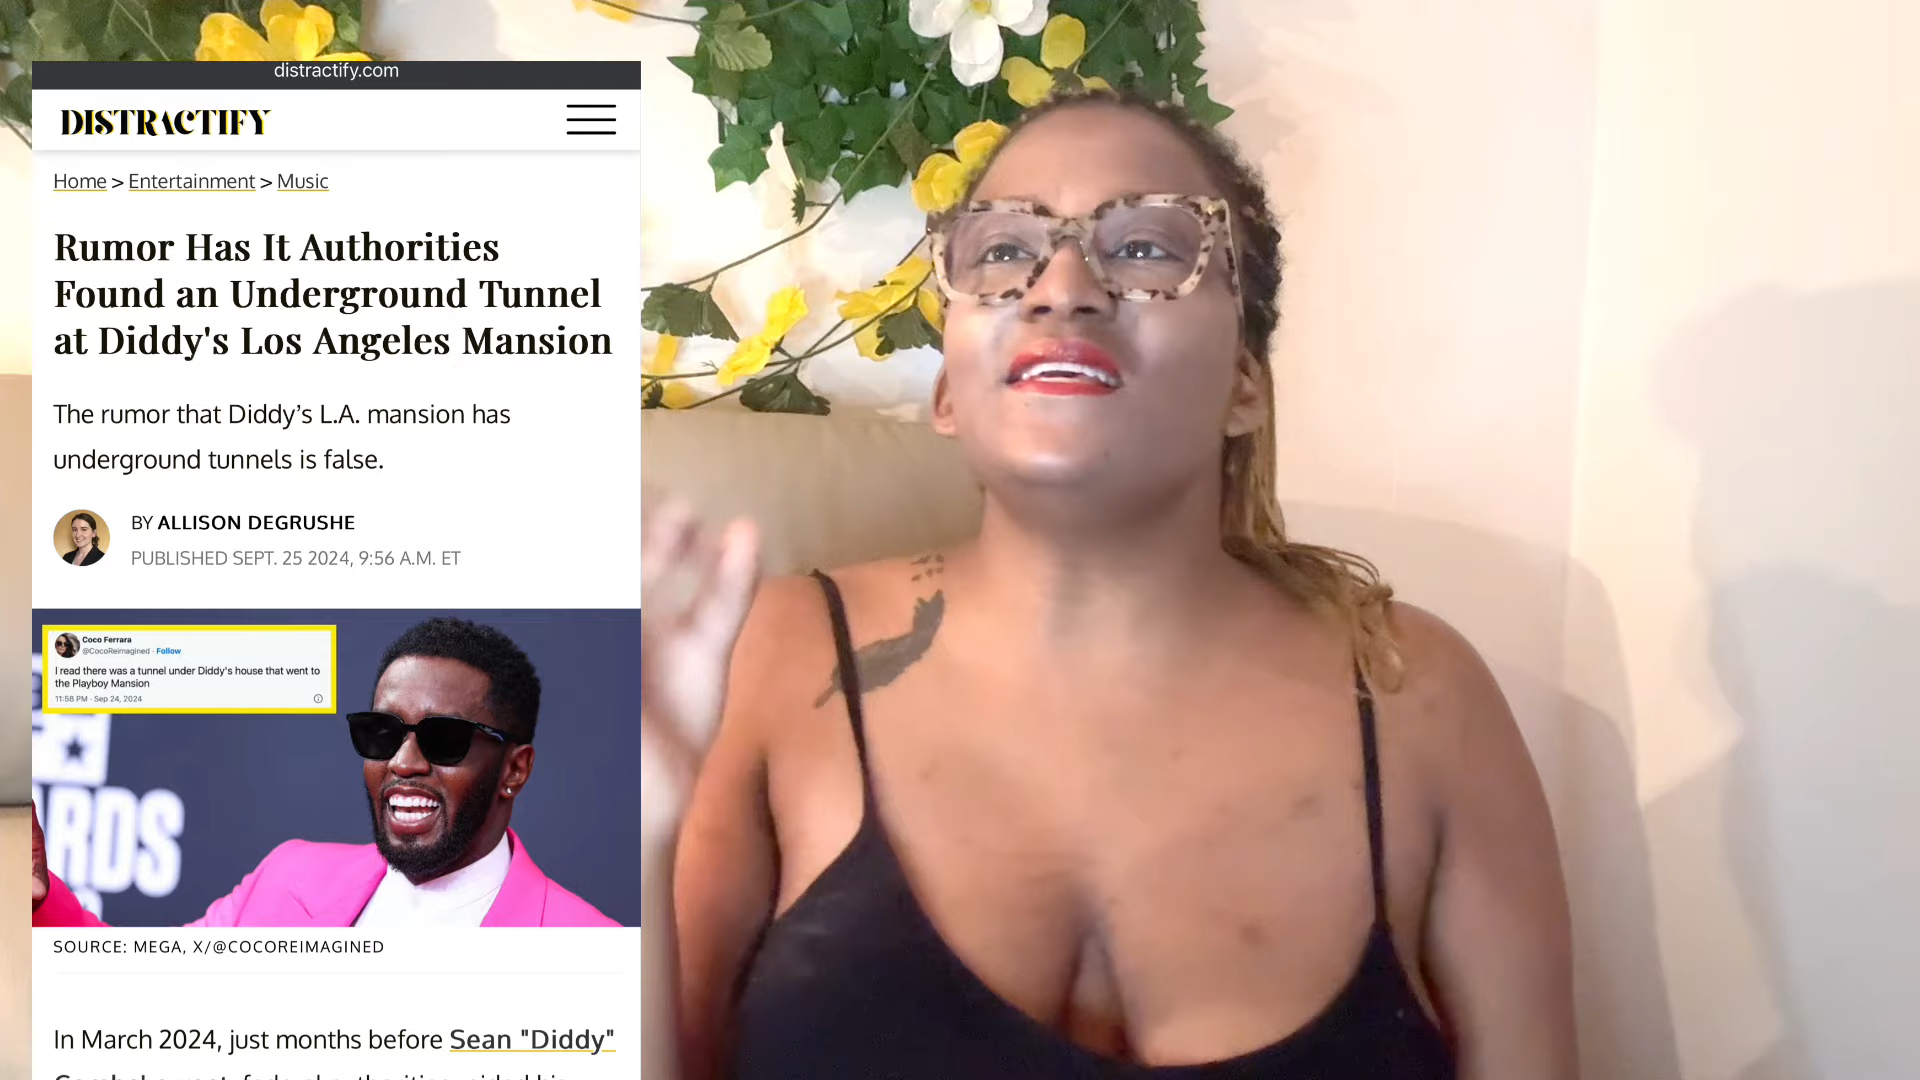 distractify.com
DISTRACTIFY
Home > Entertainment > Music
Rumor Has It Authorities
Found an Underground Tunnel
at Diddy's Los Angeles Mansion
The rumor that Diddy’s L.A. mansion has
underground tunnels is false.
BY ALLISON DEGRUSHE
PUBLISHED SEPT. 25 2024, 9:56 A.M. ET
Coco Ferrara
@CocoReimagined · Follow
I read there was a tunnel under Diddy's house that went to
the Playboy Mansion
11:58 PM · Sep 24, 2024
ARDS
SOURCE: MEGA, X/@COCOREIMAGINED
In March 2024, just months before Sean "Diddy"